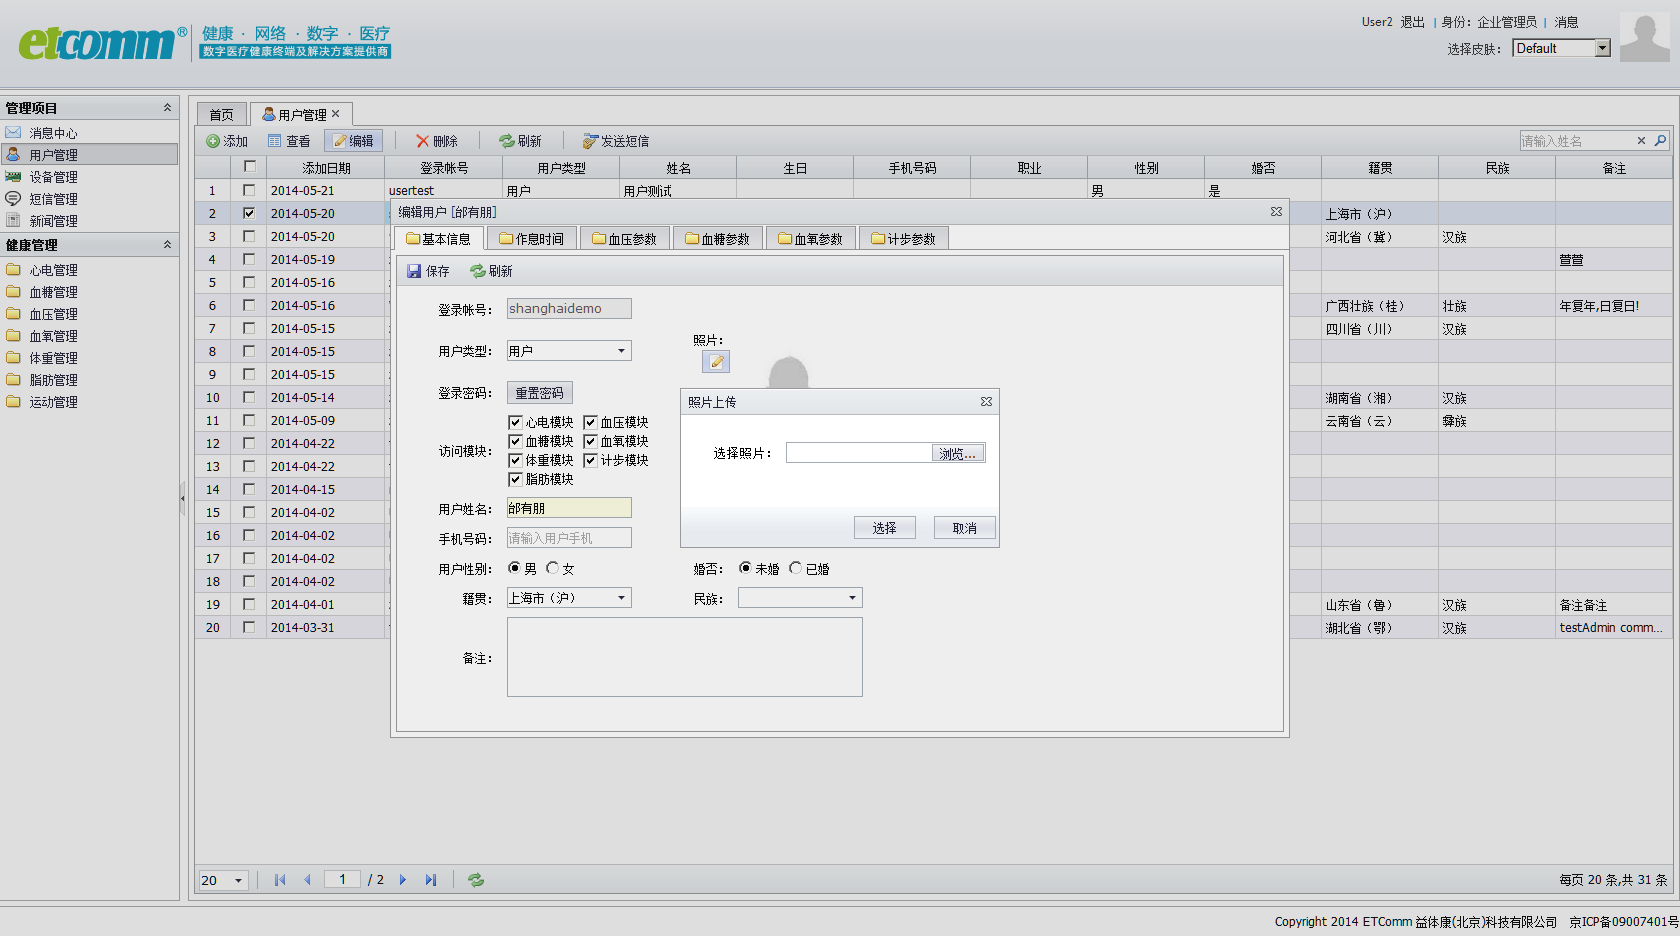 User2 退出 | 身份：企业管理员 | 消息
etcomm®
健康 · 网络 · 数字 · 医疗
数字医疗健康终端及解决方案提供商
选择皮肤： Default
管理项目
消息中心
用户管理
设备管理
短信管理
新闻管理
健康管理
心电管理
血糖管理
血压管理
血氧管理
体重管理
脂肪管理
运动管理
首页 用户管理
添加 查看 编辑 删除 刷新 发送短信 请输入姓名
添加日期 登录帐号 用户类型 姓名 生日 手机号码 职业 性别 婚否 籍贯 民族 备注
1 2014-05-21 usertest 用户 用户测试 男 是
2 2014-05-20 上海市（沪）
3 2014-05-20 河北省（冀） 汉族
4 2014-05-19
5 2014-05-16
6 2014-05-16 广西壮族（桂） 壮族 年复年,日复日!
7 2014-05-15 四川省（川） 汉族
8 2014-05-15
9 2014-05-15
10 2014-05-14 湖南省（湘） 汉族
11 2014-05-09 云南省（云） 彝族
12 2014-04-22
13 2014-04-22
14 2014-04-15
15 2014-04-02
16 2014-04-02
17 2014-04-02
18 2014-04-02
19 2014-04-01 山东省（鲁） 汉族 备注备注
20 2014-03-31 湖北省（鄂） 汉族 testAdmin comm...
编辑用户 [邰有朋]
基本信息 作息时间 血压参数 血糖参数 血氧参数 计步参数
保存 刷新
登录帐号： shanghaidemo
用户类型： 用户
照片：
登录密码： 重置密码
访问模块： 心电模块 血压模块
血糖模块 血氧模块
体重模块 计步模块
脂肪模块
用户姓名： 邰有朋
手机号码： 请输入用户手机
用户性别： 男 女 婚否： 未婚 已婚
籍贯： 上海市（沪） 民族：
备注：
照片上传
选择照片： 浏览...
选择 取消
20 1 / 2 每页 20 条,共 31 条
Copyright 2014 ETComm 益体康(北京)科技有限公司 京ICP备09007401号